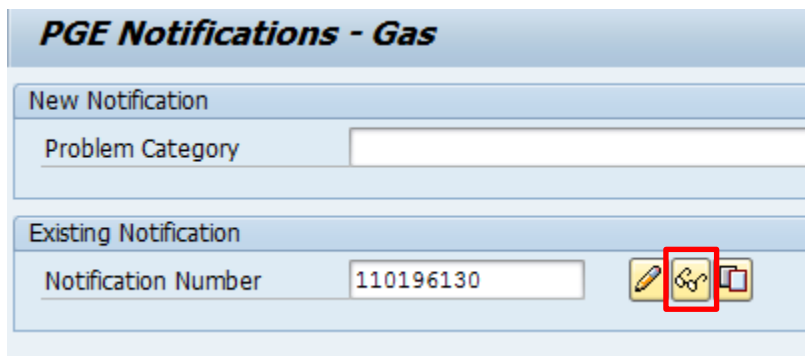 PGE Notifications - Gas
New Notification
Problem Category
Existing Notification
Notification Number 110196130